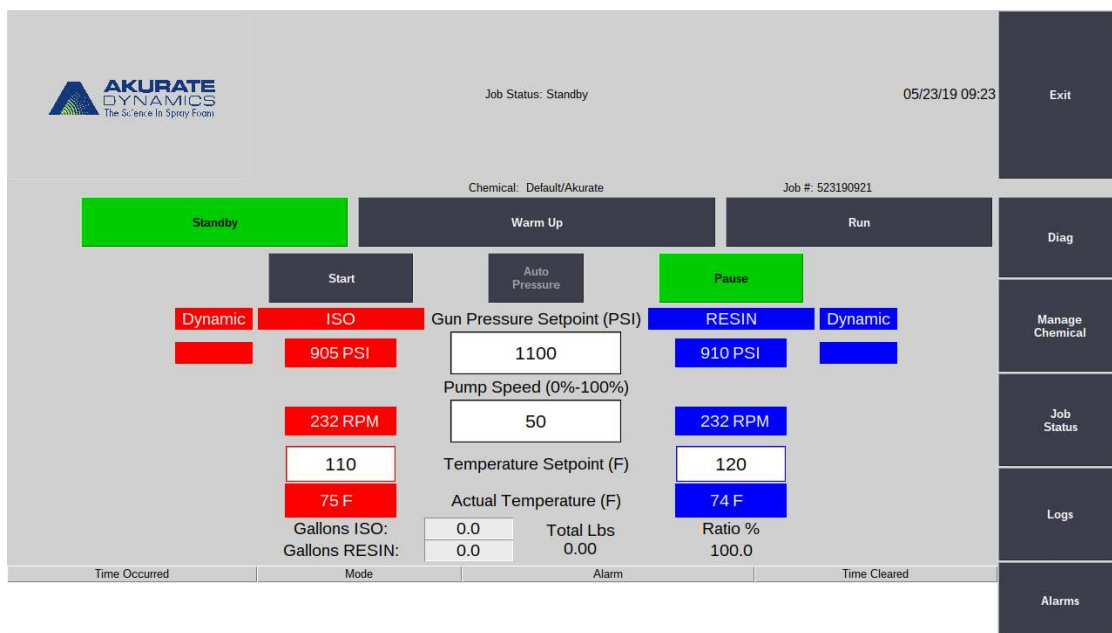 AKURATE
DYNAMICS
The Science In Spray Foam
Job Status: Standby
05/23/19 09:23
Exit
Chemical: Default/Akurate
Job #: 523190921
Standby
Warm Up
Run
Diag
Start
Auto
Pressure
Pause
Dynamic
ISO
Gun Pressure Setpoint (PSI)
RESIN
Dynamic
Manage
Chemical
905 PSI
1100
910 PSI
Pump Speed (0%-100%)
232 RPM
50
232 RPM
Job
Status
110
Temperature Setpoint (F)
120
75 F
Actual Temperature (F)
74 F
Logs
Gallons ISO:
0.0
Total Lbs
Ratio %
Gallons RESIN:
0.0
0.00
100.0
Time Occurred
Mode
Alarm
Time Cleared
Alarms